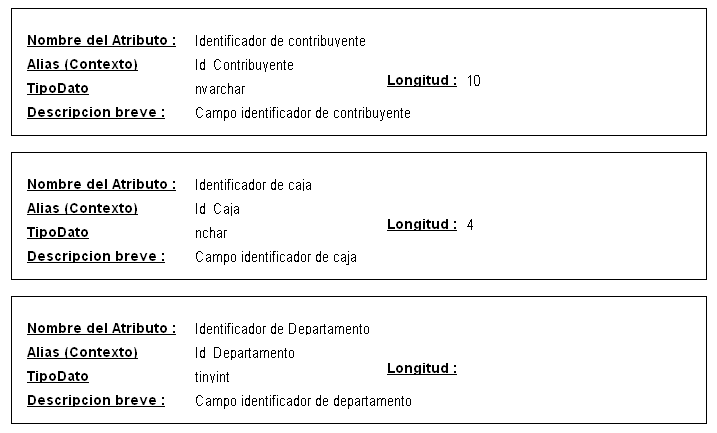 Nombre del Atributo : Identificador de contribuyente
Alias (Contexto) Id Contribuyente
TipoDato nvarchar Longitud : 10
Descripcion breve : Campo identificador de contribuyente
Nombre del Atributo : Identificador de caja
Alias (Contexto) Id Caja
TipoDato nchar Longitud : 4
Descripcion breve : Campo identificador de caja
Nombre del Atributo : Identificador de Departamento
Alias (Contexto) Id Departamento
TipoDato tinyint Longitud :
Descripcion breve : Campo identificador de departamento